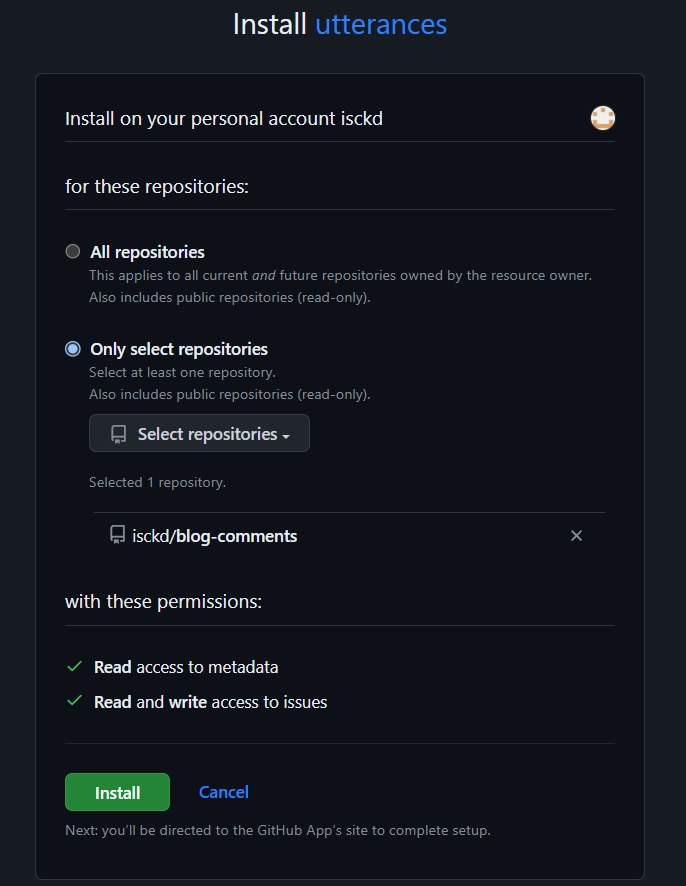 Install utterances
Install on your personal account isckd
for these repositories:
All repositories
This applies to all current and future repositories owned by the resource owner.
Also includes public repositories (read-only).
Only select repositories
Select at least one repository.
Also includes public repositories (read-only).
Select repositories
Selected 1 repository.
isckd/blog-comments
with these permissions:
Read access to metadata
Read and write access to issues
Install Cancel
Next: you’ll be directed to the GitHub App’s site to complete setup.